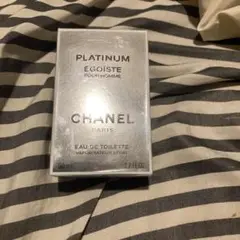 PLATINUM
ÉGOÏSTE
POUR HOMME
CHANEL
PARIS
EAU DE TOILETTE